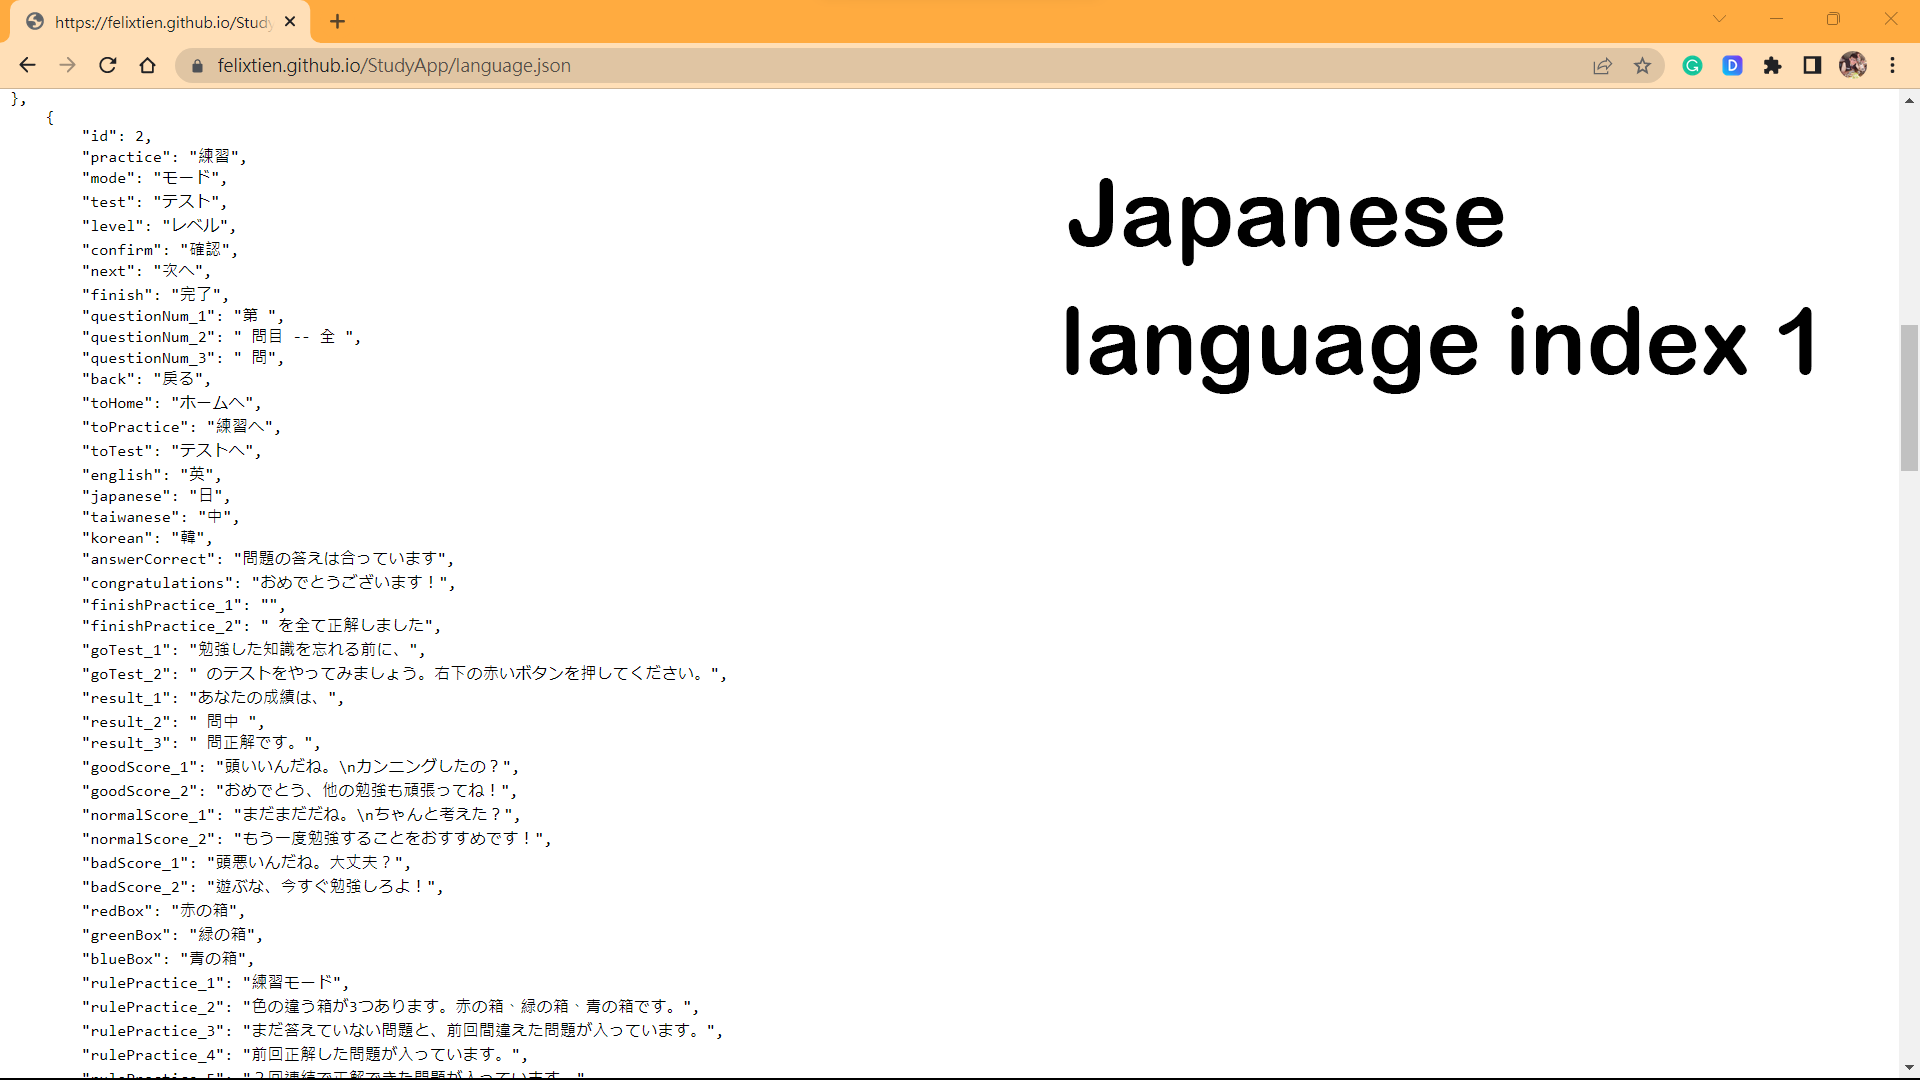 https://felixtien.github.io/Stud
felixtien.github.io/StudyApp/language.json
},
{
"id": 2,
"practice": "練習",
"mode": "モード",
"test": "テスト",
"level": "レベル",
"confirm": "確認",
"next": "次へ",
"finish": "完了",
"questionNum_1": "第 ",
"questionNum_2": " 問目 -- 全 ",
"questionNum_3": " 問",
"back": "戻る",
"toHome": "ホームへ",
"toPractice": "練習へ",
"toTest": "テストへ",
"english": "英",
"japanese": "日",
"taiwanese": "中",
"korean": "韓",
"answerCorrect": "問題の答えは合っています",
"congratulations": "おめでとうございます！",
"finishPractice_1": "",
"finishPractice_2": " を全て正解しました",
"goTest_1": "勉強した知識を忘れる前に、",
"goTest_2": " のテストをやってみましょう。右下の赤いボタンを押してください。",
"result_1": "あなたの成績は、",
"result_2": " 問中 ",
"result_3": " 問正解です。",
"goodScore_1": "頭いいんだね。\nカンニングしたの？",
"goodScore_2": "おめでとう、他の勉強も頑張ってね！",
"normalScore_1": "まだまだだね。\nちゃんと考えた？",
"normalScore_2": "もう一度勉強することをおすすめです！",
"badScore_1": "頭悪いんだね。大丈夫？",
"badScore_2": "遊ぶな、今すぐ勉強しろよ！",
"redBox": "赤の箱",
"greenBox": "緑の箱",
"blueBox": "青の箱",
"rulePractice_1": "練習モード",
"rulePractice_2": "色の違う箱が3つあります。赤の箱、緑の箱、青の箱です。",
"rulePractice_3": "まだ答えていない問題と、前回間違えた問題が入っています。",
"rulePractice_4": "前回正解した問題が入っています。",
Japanese
language index 1